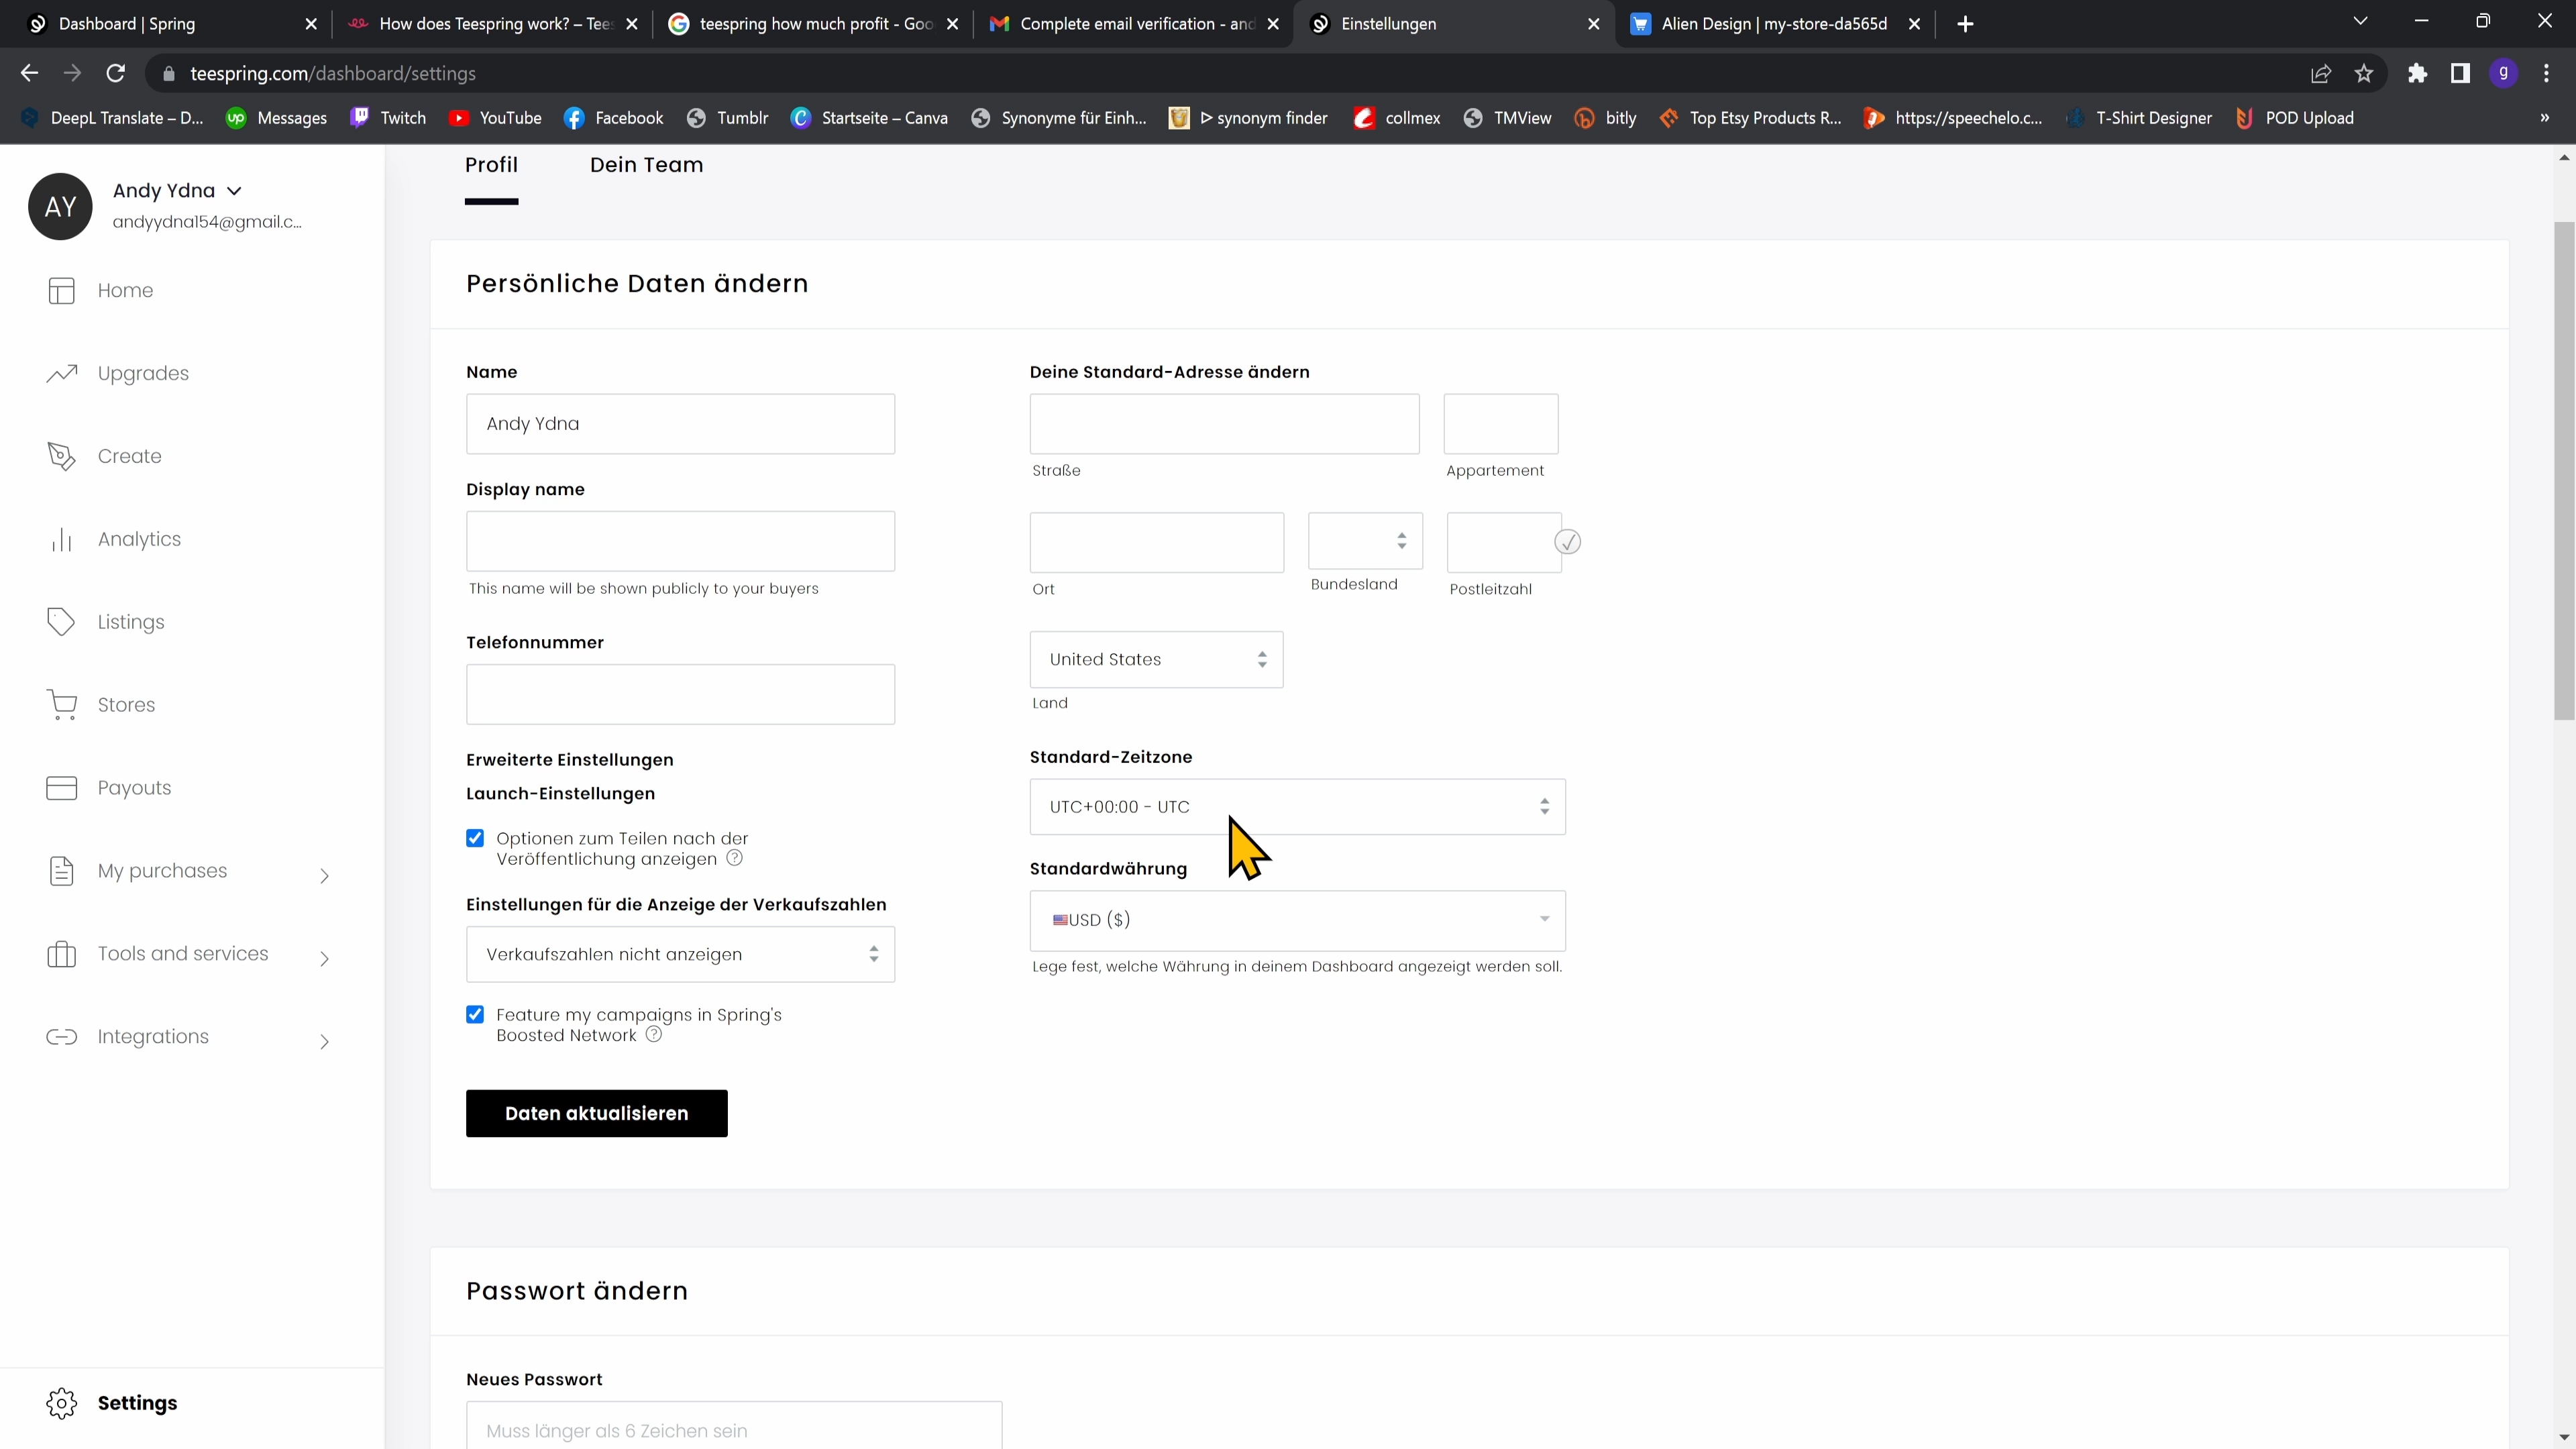 Dashboard | Spring
How does Teespring work? – Tees
teespring how much profit - Goo
Complete email verification - and
Einstellungen
Alien Design | my-store-da565d
teespring.com/dashboard/settings
g
DeepL Translate – D...
up
Messages
Twitch
YouTube
Facebook
Tumblr
Startseite – Canva
Synonyme für Einh...
ᐅ synonym finder
collmex
TMView
bitly
Top Etsy Products R...
https://speechelo.c...
T-Shirt Designer
POD Upload
»
AY
Andy Ydna
andyydna154@gmail.c...
Home
Upgrades
Create
Analytics
Listings
Stores
Payouts
My purchases
Tools and services
Integrations
Settings
Profil
Dein Team
Persönliche Daten ändern
Name
Andy Ydna
Display name
This name will be shown publicly to your buyers
Telefonnummer
Erweiterte Einstellungen
Launch-Einstellungen
Optionen zum Teilen nach der
Veröffentlichung anzeigen ?
Einstellungen für die Anzeige der Verkaufszahlen
Verkaufszahlen nicht anzeigen
Feature my campaigns in Spring's
Boosted Network ?
Daten aktualisieren
Deine Standard-Adresse ändern
Straße
Appartement
Ort
Bundesland
Postleitzahl
United States
Land
Standard-Zeitzone
UTC+00:00 - UTC
Standardwährung
USD ($)
Lege fest, welche Währung in deinem Dashboard angezeigt werden soll.
Passwort ändern
Neues Passwort
Muss länger als 6 Zeichen sein